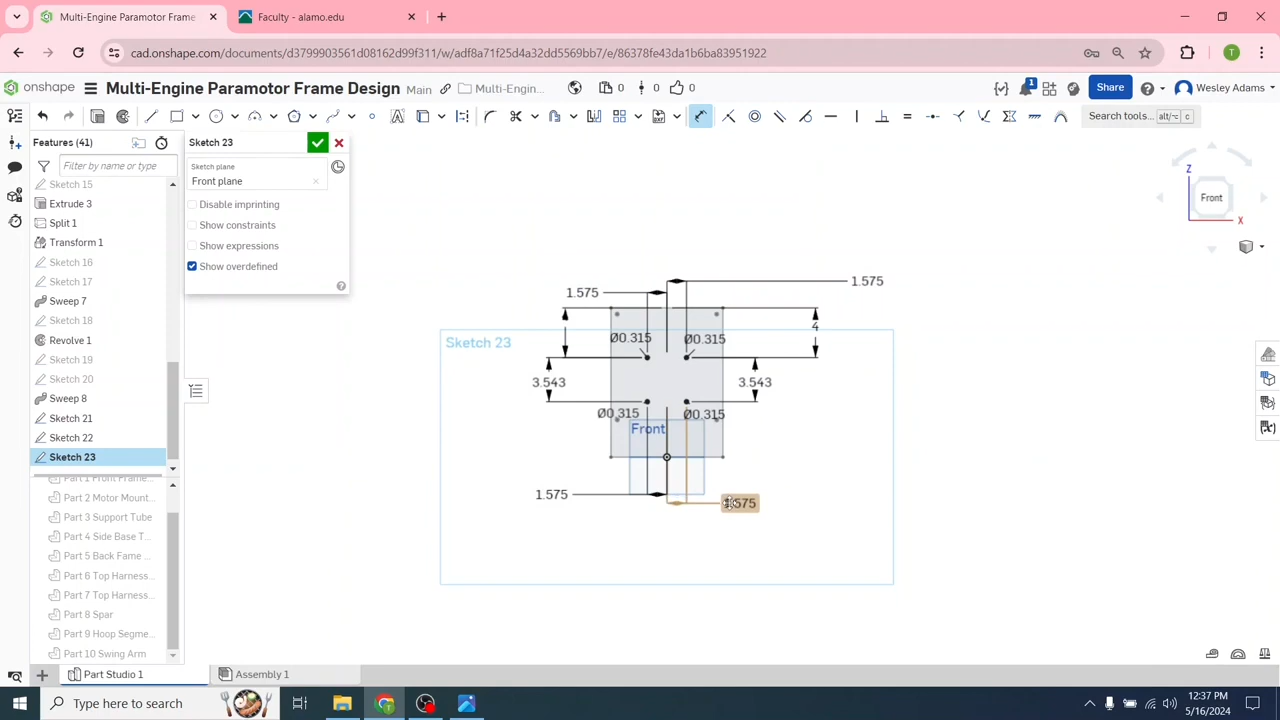 Multi-Engine Paramotor Frame
Faculty - alamo.edu
cad.onshape.com/documents/d3799903561d08162d99f311/w/adf8a71f25d4a32dd5569bb7/e/86378fe43da1b6ba83951922
onshape
Multi-Engine Paramotor Frame Design
Main
Multi-Engin...
0
0
0
1
Share
Wesley Adams
Search tools...
alt/⌥
c
Features (41)
Filter by name or type
Sketch 15
Extrude 3
Split 1
Transform 1
Sketch 16
Sketch 17
Sweep 7
Sketch 18
Revolve 1
Sketch 19
Sketch 20
Sweep 8
Sketch 21
Sketch 22
Sketch 23
Part 1 Front Frame...
Part 2 Motor Mount...
Part 3 Support Tube
Part 4 Side Base T...
Part 5 Back Fame ...
Part 6 Top Harness...
Part 7 Top Harness...
Part 8 Spar
Part 9 Hoop Segme...
Part 10 Swing Arm
Sketch 23
Sketch plane
Front plane
Disable imprinting
Show constraints
Show expressions
Show overdefined
Sketch 23
1.575
1.575
4
Ø0.315
Ø0.315
3.543
3.543
Ø0.315
Ø0.315
Front
1.575
1.575
Z
Front
X
Part Studio 1
Assembly 1
Type here to search
12:37 PM
5/16/2024